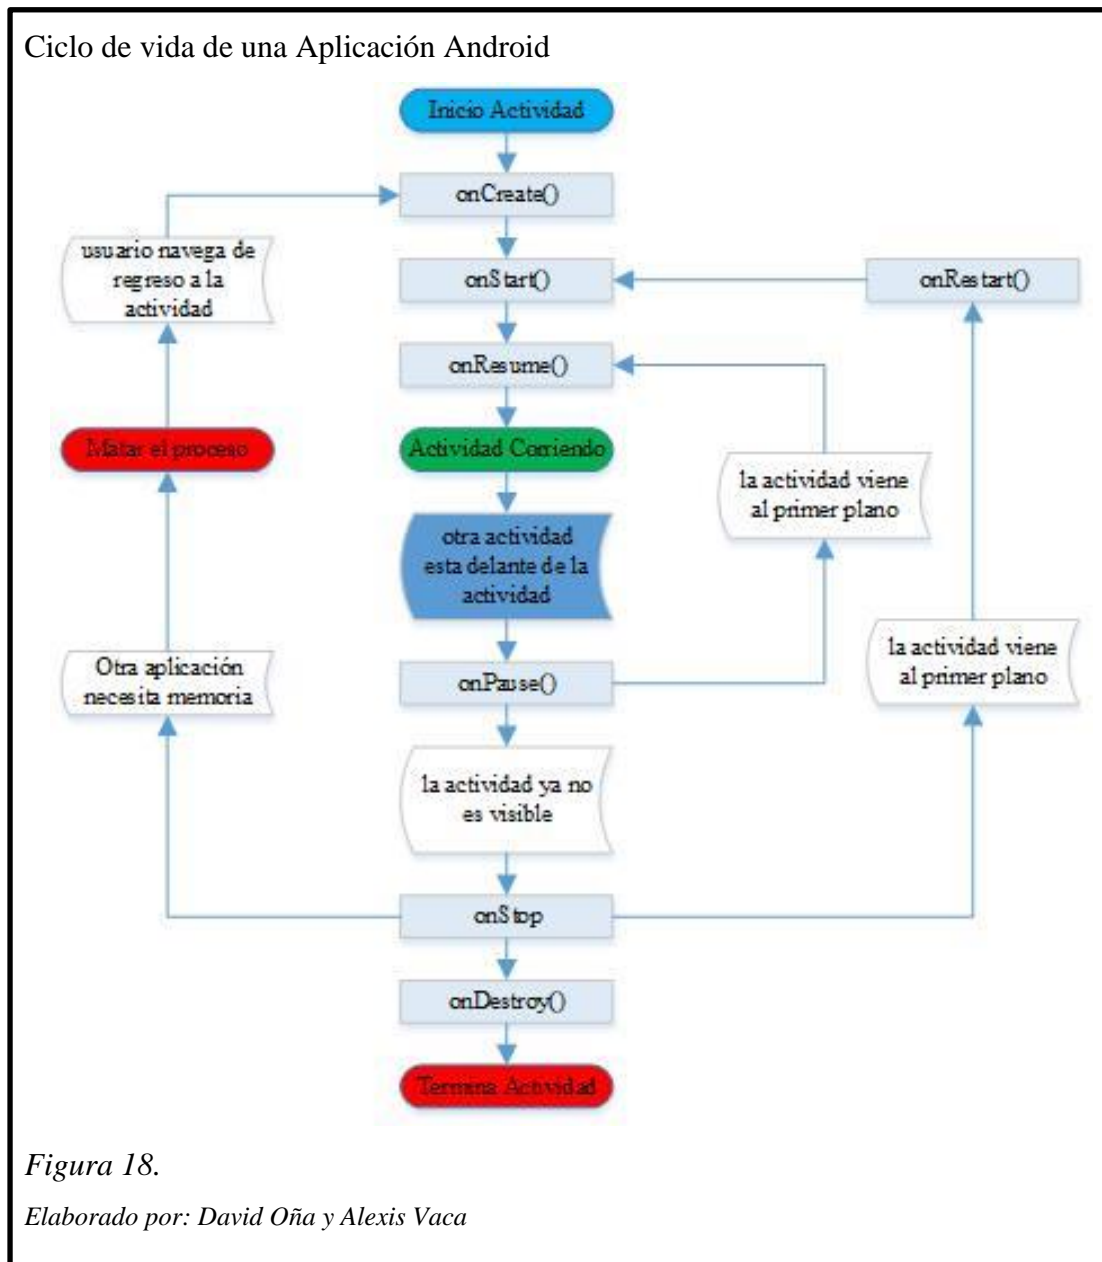 Ciclo de vida de una Aplicación Android
Inicio Actividad
onCreate()
usuario navega de
regreso a la
actividad
onStart()
onRestart()
onResume()
Matar el proceso
Actividad Corriendo
la actividad viene
al primer plano
otra actividad
esta delante de la
actividad
Otra aplicación
necesita memoria
onPause()
la actividad viene
al primer plano
la actividad ya no
es visible
onStop
onDestroy()
Termina Actividad
Figura 18.
Elaborado por: David Oña y Alexis Vaca